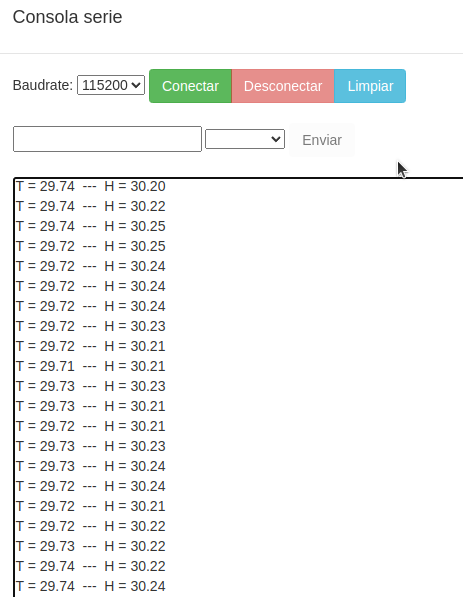 Consola serie
Baudrate: 115200 Conectar Desconectar Limpiar
Enviar
T = 29.74 --- H = 30.20
T = 29.74 --- H = 30.22
T = 29.74 --- H = 30.25
T = 29.72 --- H = 30.25
T = 29.72 --- H = 30.24
T = 29.72 --- H = 30.24
T = 29.72 --- H = 30.24
T = 29.72 --- H = 30.23
T = 29.72 --- H = 30.21
T = 29.71 --- H = 30.21
T = 29.73 --- H = 30.23
T = 29.73 --- H = 30.21
T = 29.72 --- H = 30.21
T = 29.73 --- H = 30.23
T = 29.73 --- H = 30.24
T = 29.72 --- H = 30.24
T = 29.72 --- H = 30.21
T = 29.72 --- H = 30.22
T = 29.73 --- H = 30.22
T = 29.74 --- H = 30.22
T = 29.74 --- H = 30.24